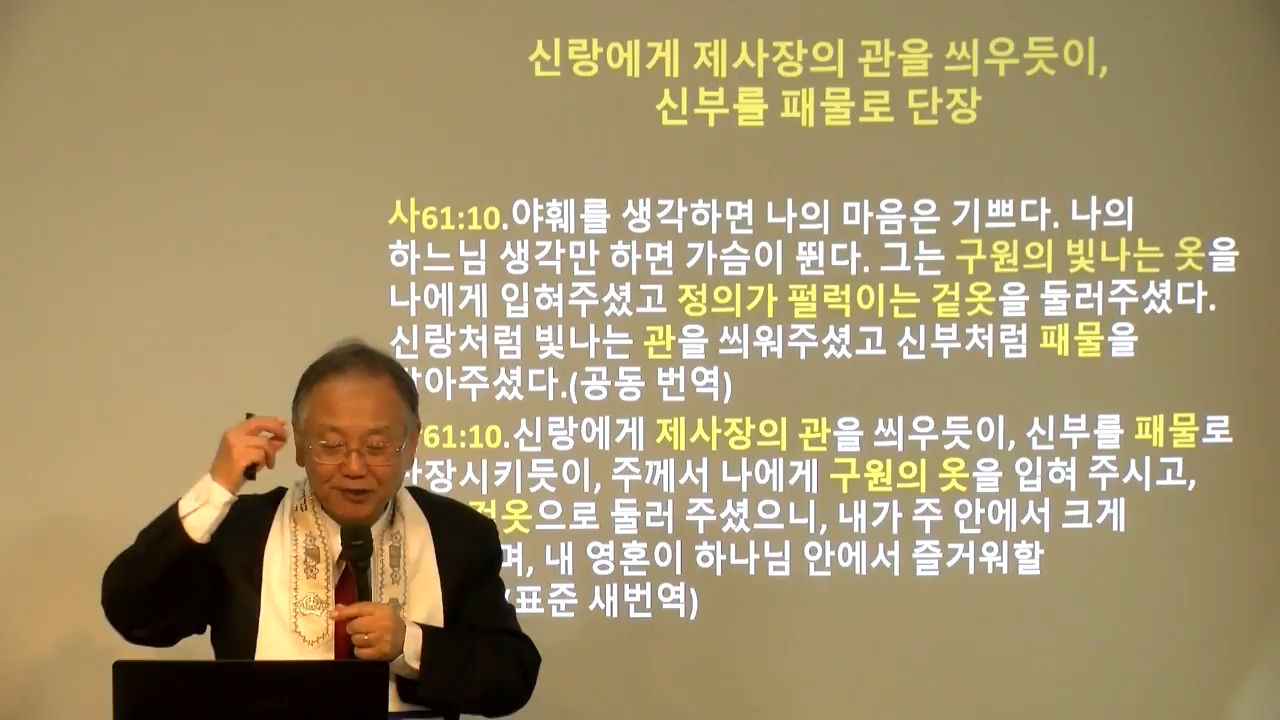 신랑에게 제사장의 관을 씌우듯이,
신부를 패물로 단장
사61:10.야훼를 생각하면 나의 마음은 기쁘다. 나의
하느님 생각만 하면 가슴이 뛴다. 그는 구원의 빛나는 옷을
나에게 입혀주셨고 정의가 펄럭이는 겉옷을 둘러주셨다.
신랑처럼 빛나는 관을 씌워주셨고 신부처럼 패물을
아주셨다.(공동 번역)
61:10.신랑에게 제사장의 관을 씌우듯이, 신부를 패물로
장시키듯이, 주께서 나에게 구원의 옷을 입혀 주시고,
겉옷으로 둘러 주셨으니, 내가 주 안에서 크게
며, 내 영혼이 하나님 안에서 즐거워할
(표준 새번역)